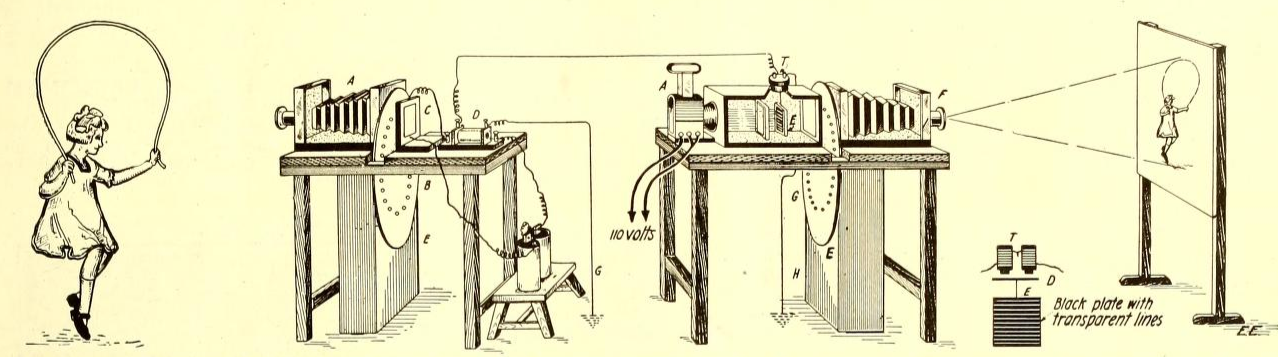 A
C
D
B
E
G
A
110 volts
T
E
F
G
E
H
T
D
E
Black plate with
transparent lines
E.E.